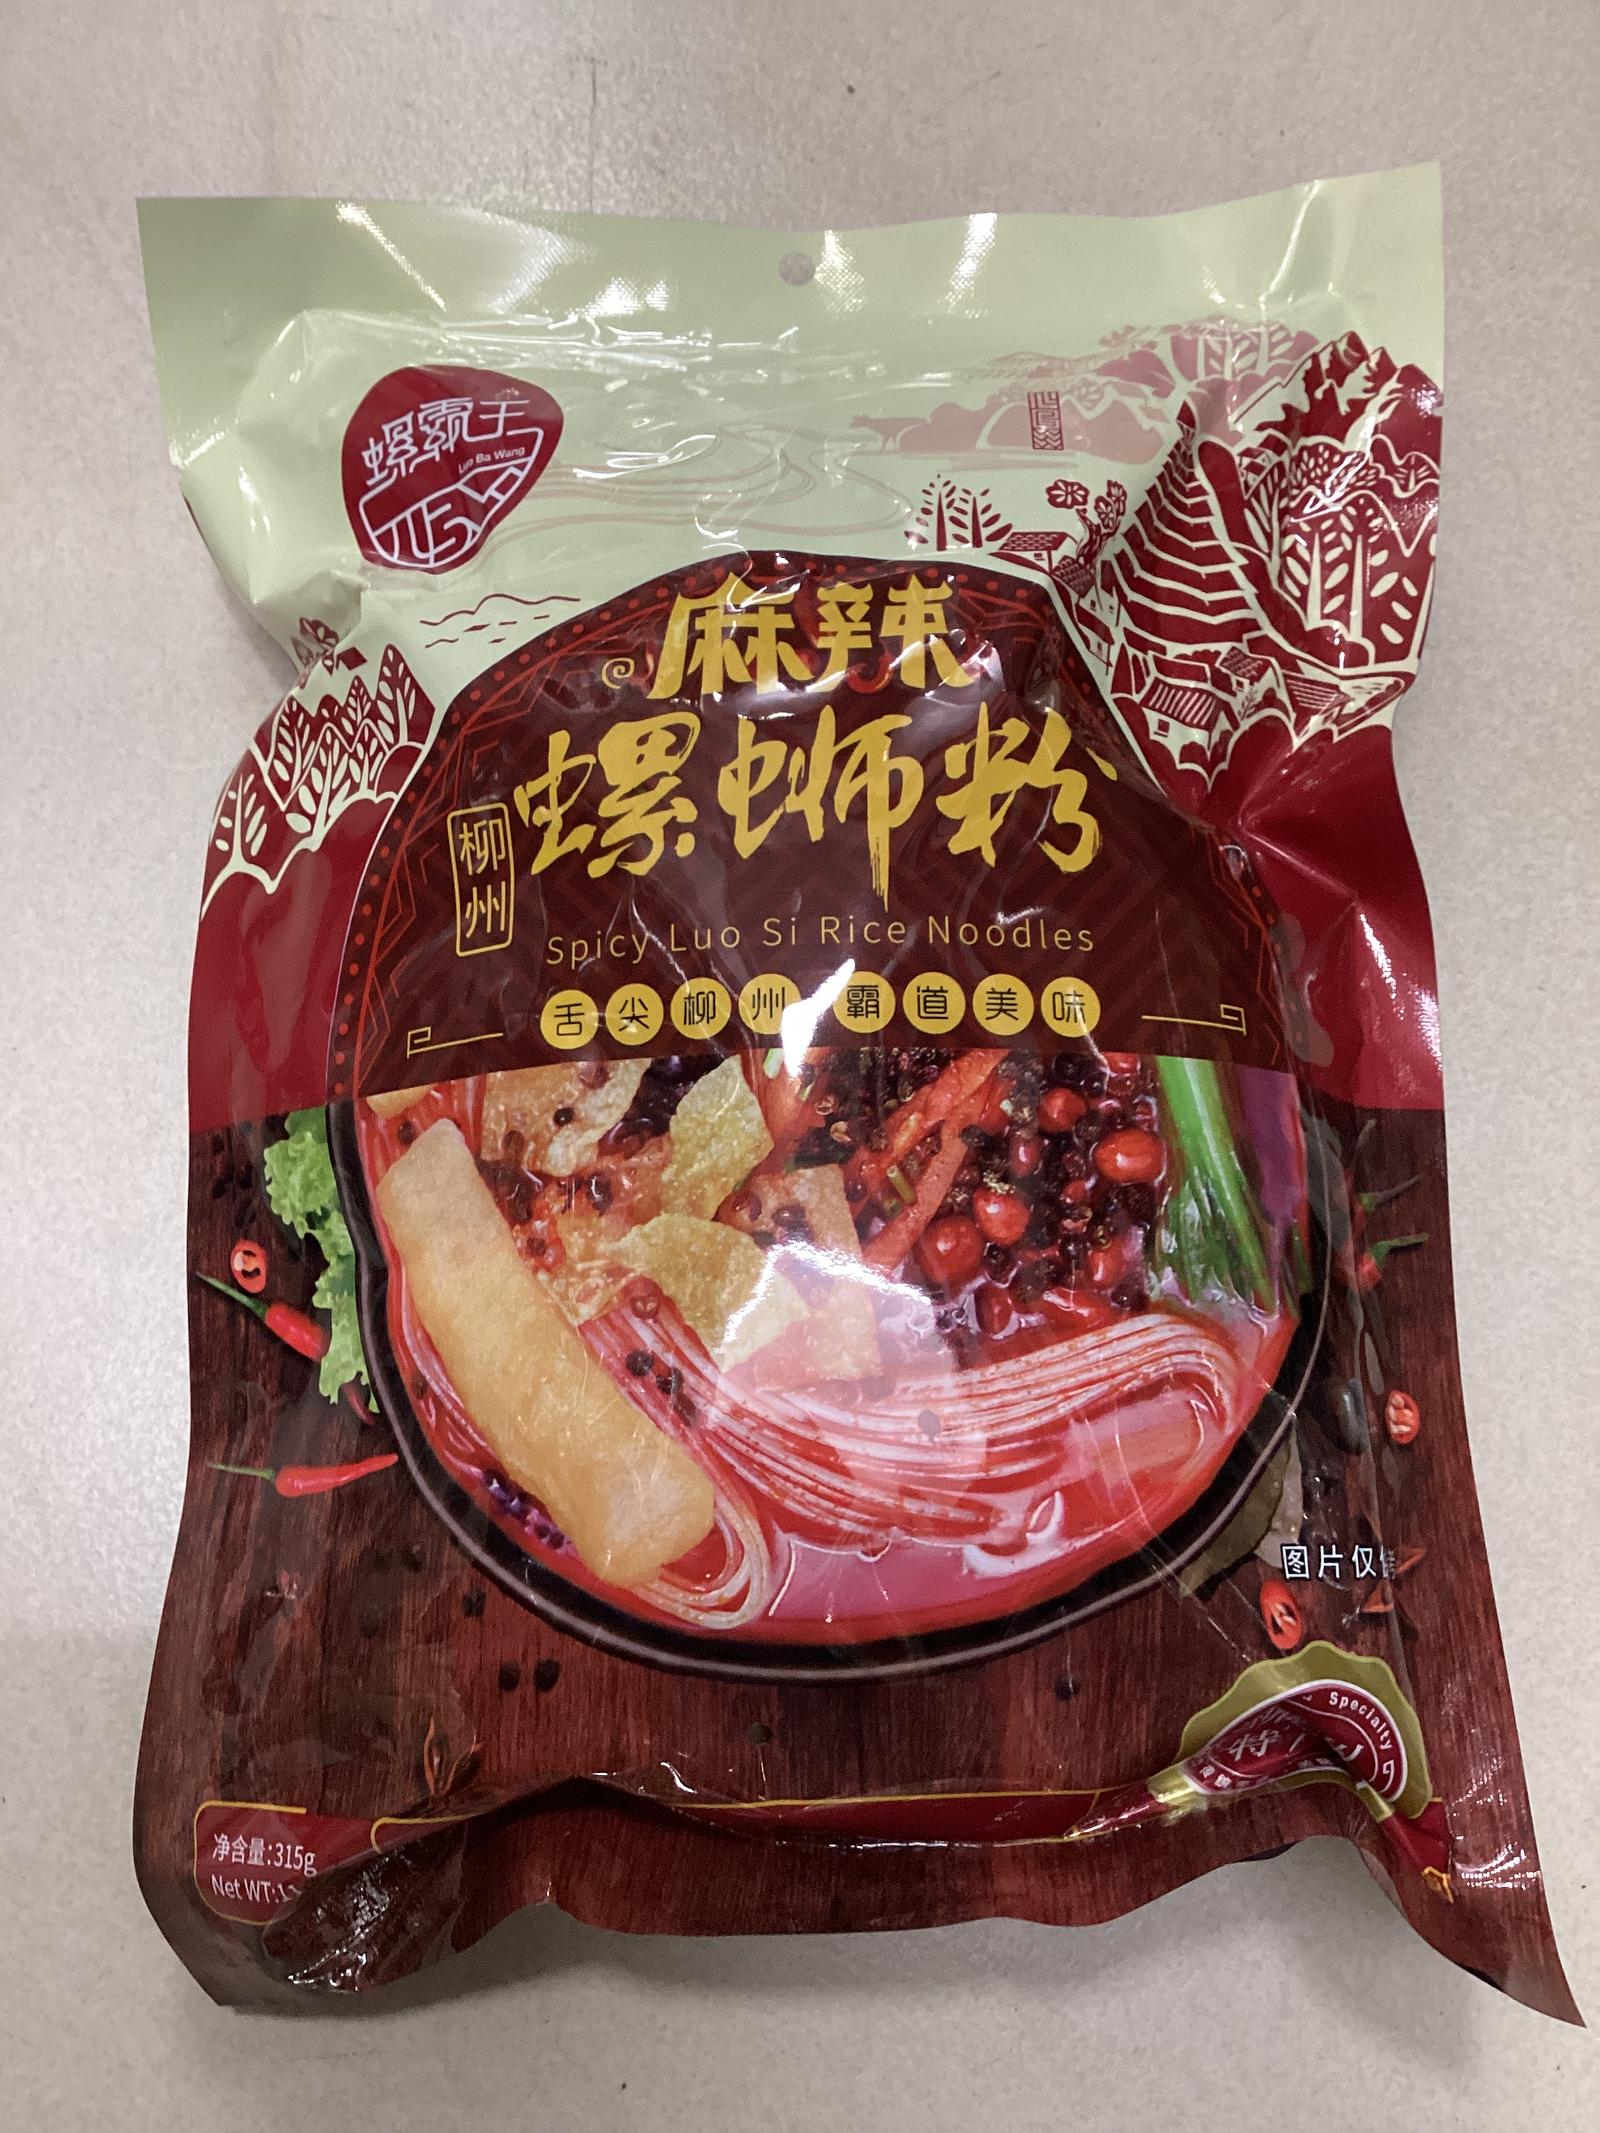 螺霸王
Luo Ba Wang
麻辣
螺蛳粉
柳州
Spicy Luo Si Rice Noodles
舌尖柳州 霸道美味
图片仅
Specialty
特
净含量:315g
Net WT: